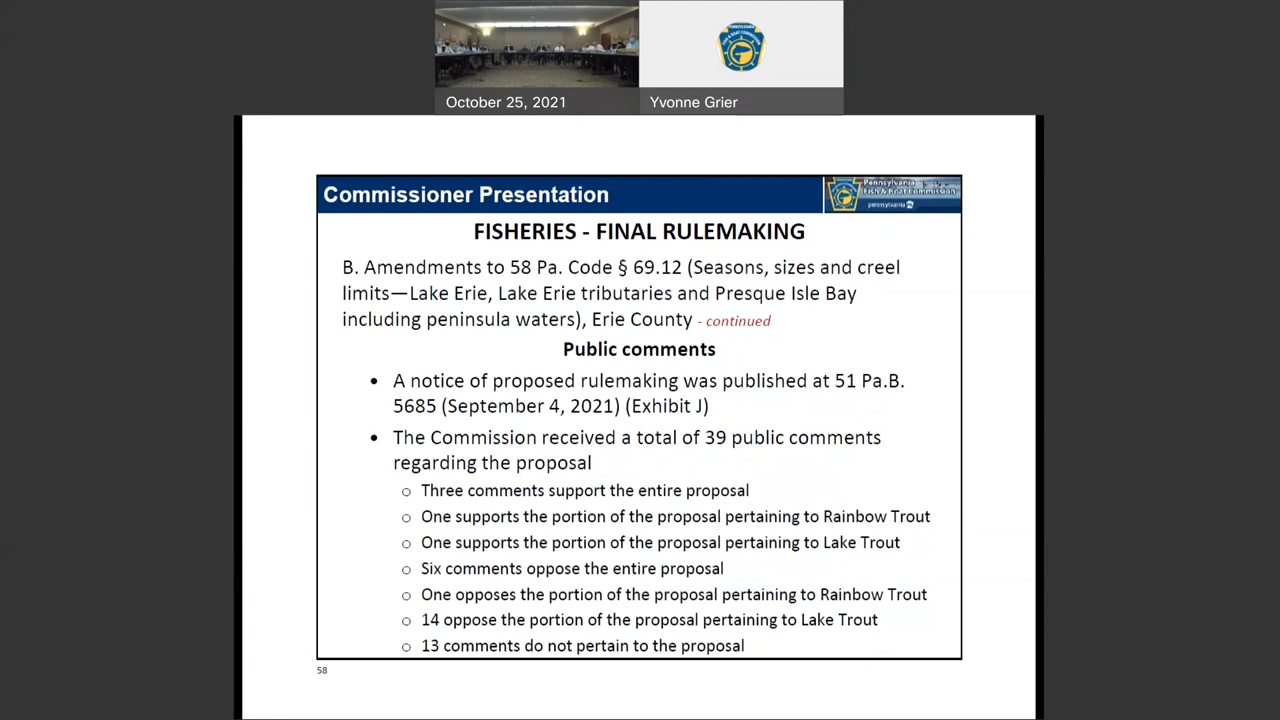 October 25, 2021
Yvonne Grier
Commissioner Presentation
Pennsylvania
Fish & Boat Commission
pennsylvania
FISHERIES - FINAL RULEMAKING
B. Amendments to 58 Pa. Code § 69.12 (Seasons, sizes and creel
limits—Lake Erie, Lake Erie tributaries and Presque Isle Bay
including peninsula waters), Erie County - continued
Public comments
• A notice of proposed rulemaking was published at 51 Pa.B.
5685 (September 4, 2021) (Exhibit J)
• The Commission received a total of 39 public comments
regarding the proposal
○ Three comments support the entire proposal
○ One supports the portion of the proposal pertaining to Rainbow Trout
○ One supports the portion of the proposal pertaining to Lake Trout
○ Six comments oppose the entire proposal
○ One opposes the portion of the proposal pertaining to Rainbow Trout
○ 14 oppose the portion of the proposal pertaining to Lake Trout
○ 13 comments do not pertain to the proposal
58